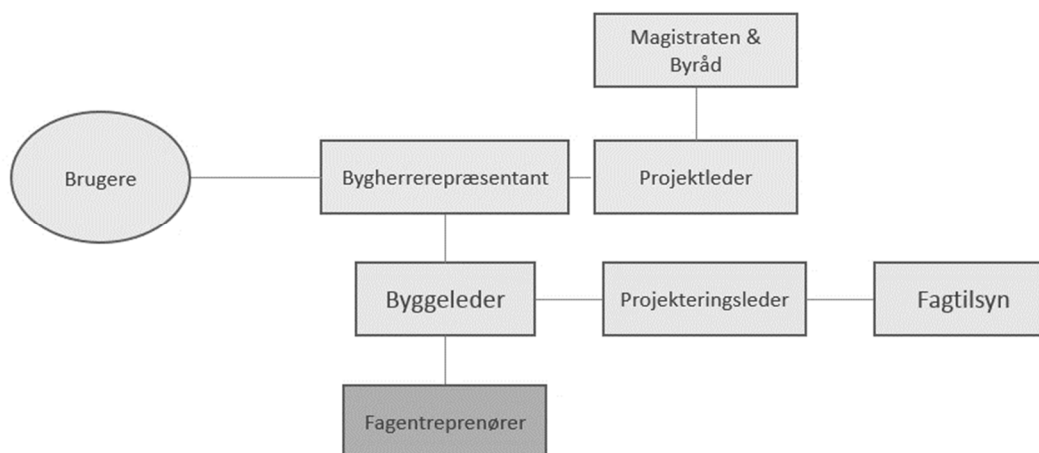 Magistraten &
Byråd
Brugere
Bygherrerepræsentant
Projektleder
Byggeleder
Projekteringsleder
Fagtilsyn
Fagentreprenører